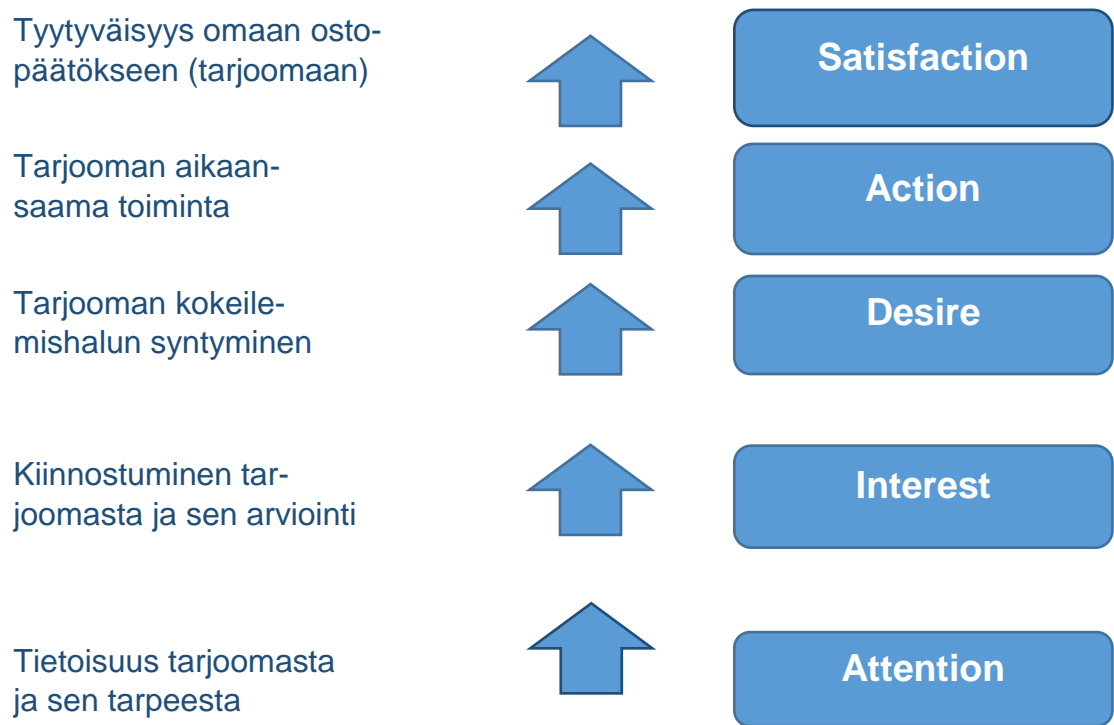 Tyytyväisyys omaan osto-
päätökseen (tarjoomaan)
Satisfaction
Tarjooman aikaan-
saama toiminta
Action
Tarjooman kokeile-
mishalun syntyminen
Desire
Kiinnostuminen tar-
joomasta ja sen arviointi
Interest
Tietoisuus tarjoomasta
ja sen tarpeesta
Attention